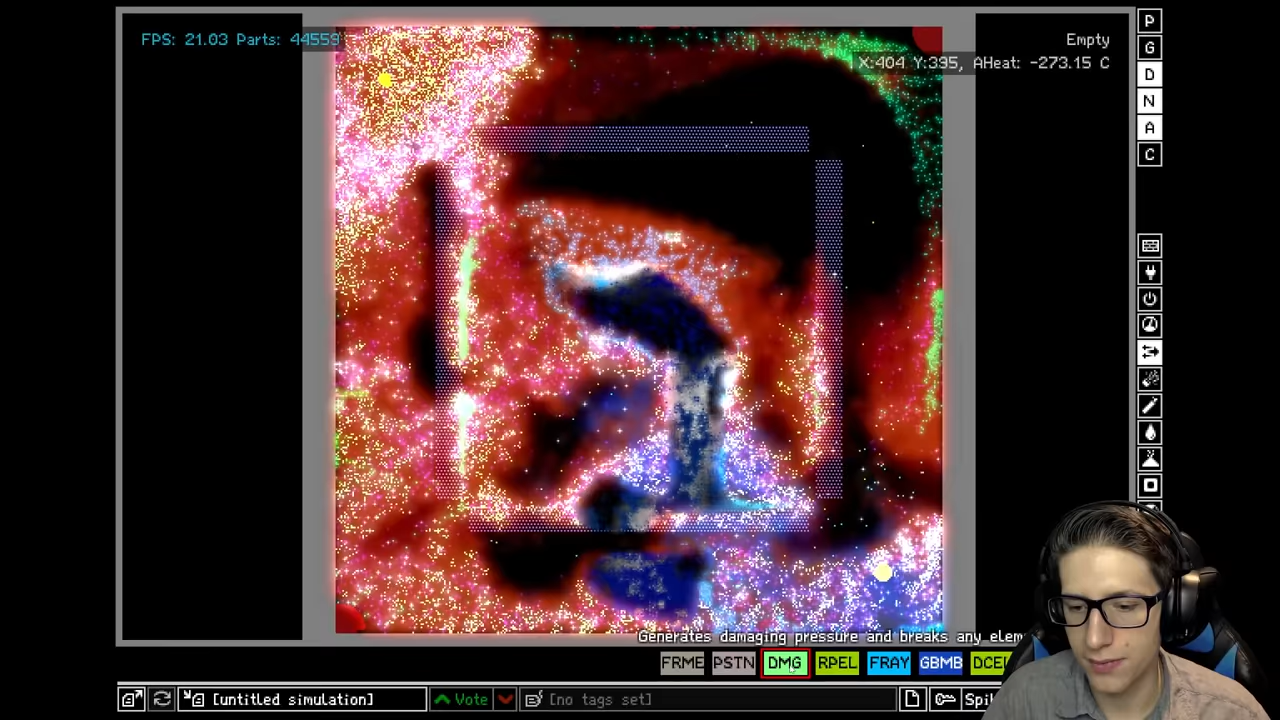 FPS: 21.03 Parts: 44559
Empty
X:404 Y:395, AHeat: -273.15 C
P
G
D
N
A
C
Generates damaging pressure and breaks any elem
FRME PSTN DMG RPEL FRAY GBMB DCEL
[untitled simulation] Vote [no tags set] Spi